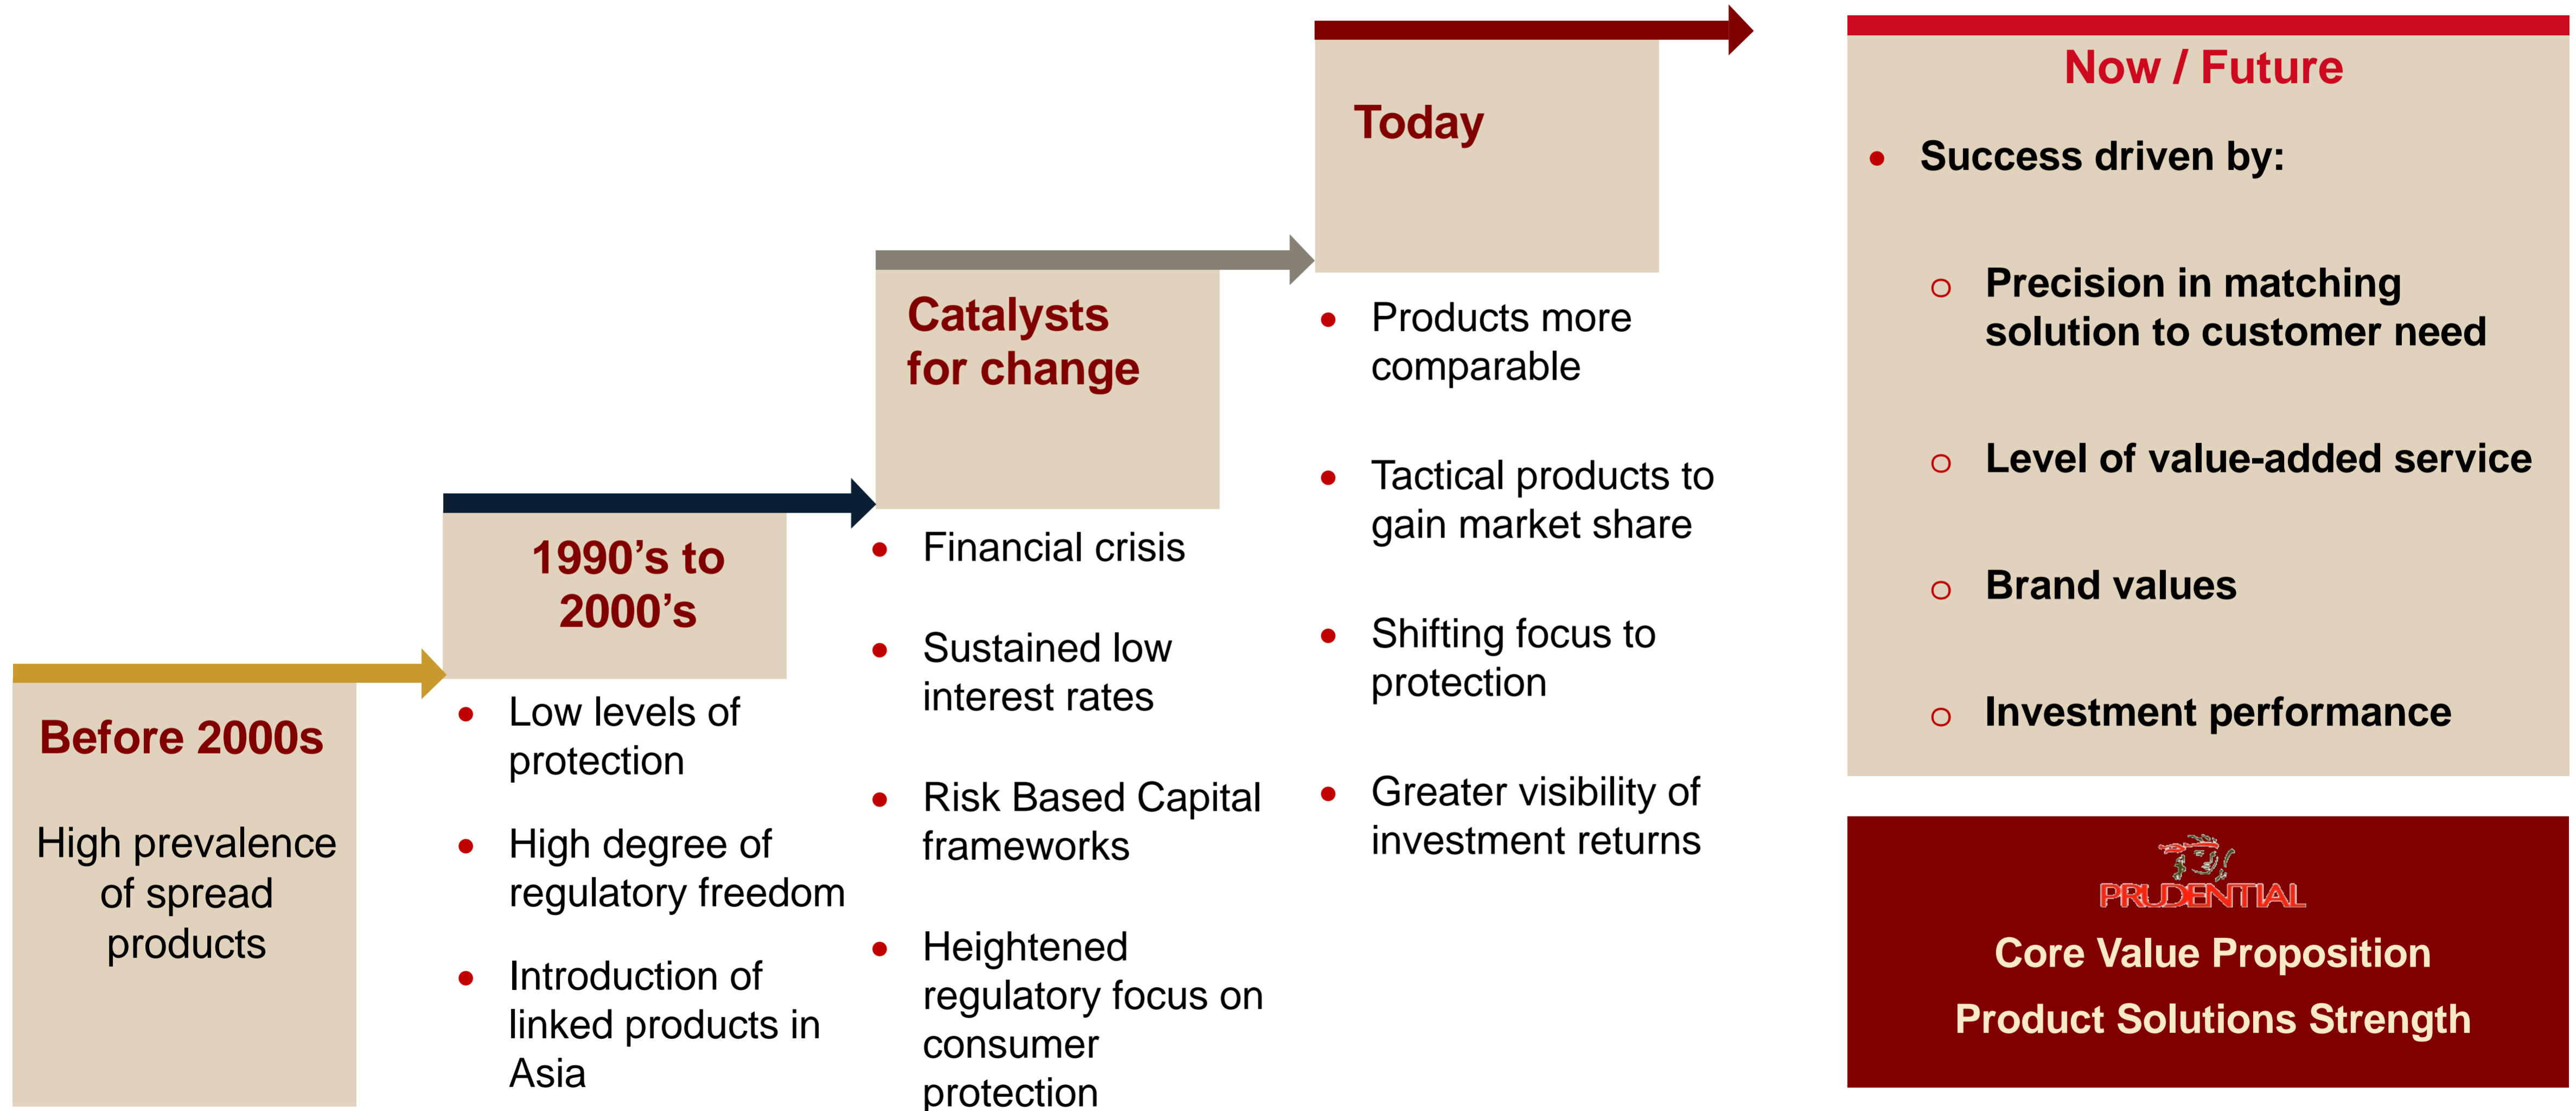 Before 2000s
High prevalence
of spread
products
1990’s to
2000’s
• Low levels of
protection
• High degree of
regulatory freedom
• Introduction of
linked products in
Asia
Catalysts
for change
• Financial crisis
• Sustained low
interest rates
• Risk Based Capital
frameworks
• Heightened
regulatory focus on
consumer
protection
Today
• Products more
comparable
• Tactical products to
gain market share
• Shifting focus to
protection
• Greater visibility of
investment returns
Now / Future
• Success driven by:
o Precision in matching
solution to customer need
o Level of value-added service
o Brand values
o Investment performance
PRUDENTIAL
Core Value Proposition
Product Solutions Strength